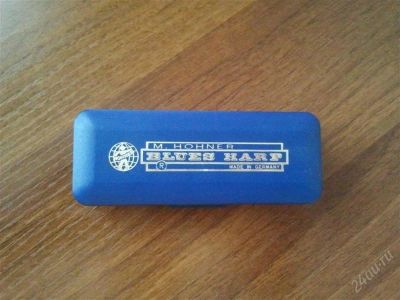 M. HOHNER
BLUES HARP
®
MADE IN GERMANY
24au.ru